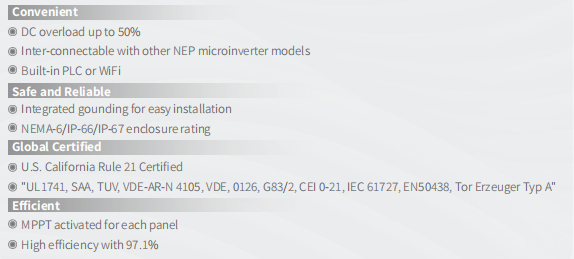 Convenient
DC overload up to 50%
Inter-connectable with other NEP microinverter models
Built-in PLC or WiFi
Safe and Reliable
Integrated gounding for easy installation
NEMA-6/IP-66/IP-67 enclosure rating
Global Certified
U.S. California Rule 21 Certified
"UL1741, SAA, TUV, VDE-AR-N 4105, VDE, 0126, G83/2, CEI 0-21, IEC 61727, EN50438, Tor Erzeuger Typ A"
Efficient
MPPT activated for each panel
High efficiency with 97.1%